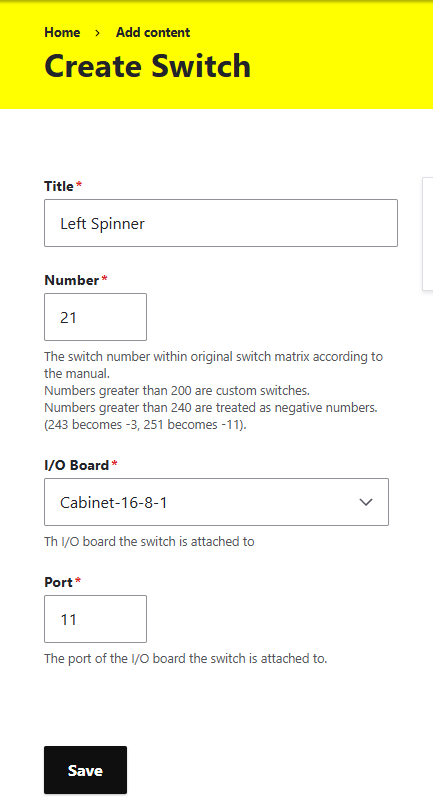 Home › Add content
Create Switch
Title*
Left Spinner
Number*
21
The switch number within original switch matrix according to
the manual.
Numbers greater than 200 are custom switches.
Numbers greater than 240 are treated as negative numbers.
(243 becomes -3, 251 becomes -11).
I/O Board*
Cabinet-16-8-1
Th I/O board the switch is attached to
Port*
11
The port of the I/O board the switch is attached to.
Save